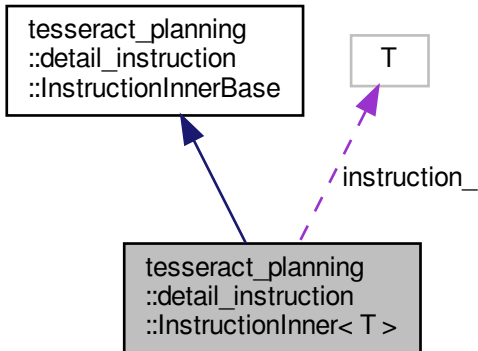 tesseract_planning
::detail_instruction
::InstructionInnerBase
T
instruction_
tesseract_planning
::detail_instruction
::InstructionInner< T >